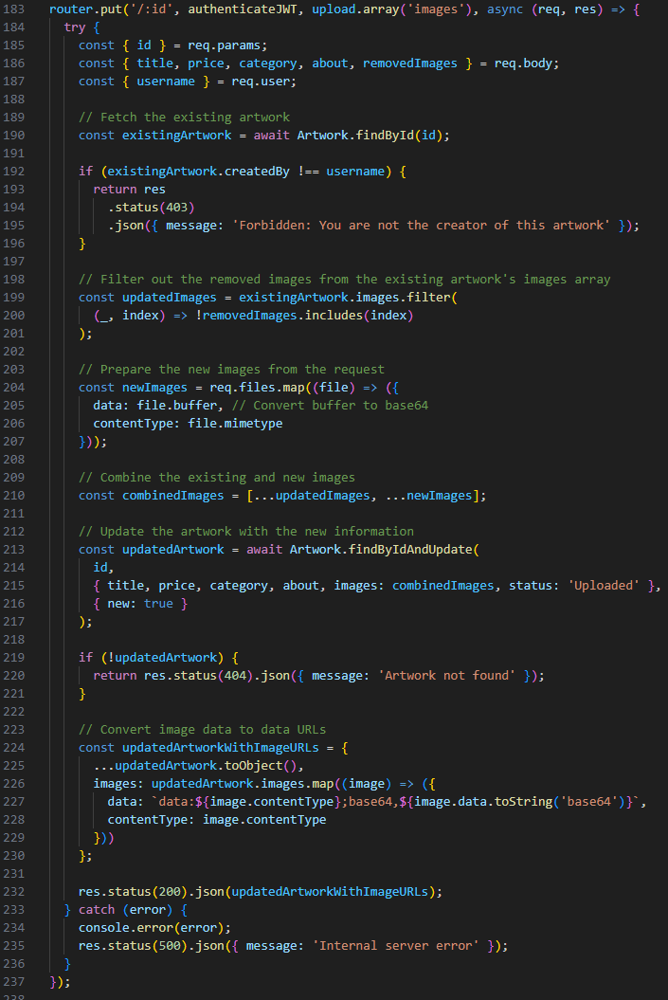 183 router.put('/:id', authenticateJWT, upload.array('images'), async (req, res) => {
184   try {
185     const { id } = req.params;
186     const { title, price, category, about, removedImages } = req.body;
187     const { username } = req.user;
188
189     // Fetch the existing artwork
190     const existingArtwork = await Artwork.findById(id);
191
192     if (existingArtwork.createdBy !== username) {
193       return res
194         .status(403)
195         .json({ message: 'Forbidden: You are not the creator of this artwork' });
196     }
197
198     // Filter out the removed images from the existing artwork's images array
199     const updatedImages = existingArtwork.images.filter(
200       (_, index) => !removedImages.includes(index)
201     );
202
203     // Prepare the new images from the request
204     const newImages = req.files.map((file) => ({
205       data: file.buffer, // Convert buffer to base64
206       contentType: file.mimetype
207     }));
208
209     // Combine the existing and new images
210     const combinedImages = [...updatedImages, ...newImages];
211
212     // Update the artwork with the new information
213     const updatedArtwork = await Artwork.findByIdAndUpdate(
214       id,
215       { title, price, category, about, images: combinedImages, status: 'Uploaded' },
216       { new: true }
217     );
218
219     if (!updatedArtwork) {
220       return res.status(404).json({ message: 'Artwork not found' });
221     }
222
223     // Convert image data to data URLs
224     const updatedArtworkWithImageURLs = {
225       ...updatedArtwork.toObject(),
226       images: updatedArtwork.images.map((image) => ({
227         data: `data:${image.contentType};base64,${image.data.toString('base64')}`,
228         contentType: image.contentType
229       }))
230     };
231
232     res.status(200).json(updatedArtworkWithImageURLs);
233   } catch (error) {
234     console.error(error);
235     res.status(500).json({ message: 'Internal server error' });
236   }
237 });
238